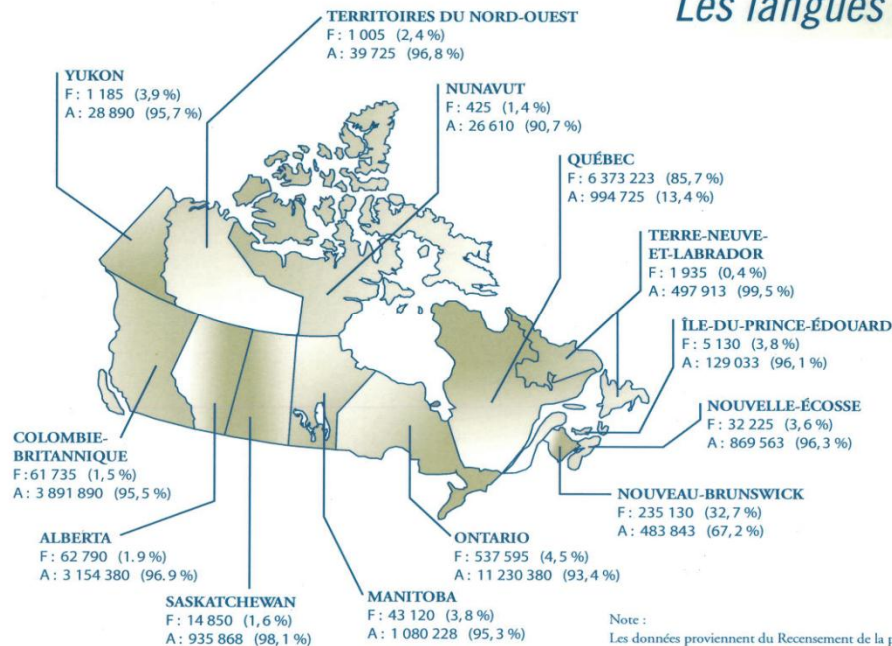 Les langues
TERRITOIRES DU NORD-OUEST
F : 1 005 (2,4 %)
A : 39 725 (96,8 %)
YUKON
F : 1 185 (3,9 %)
A : 28 890 (95,7 %)
NUNAVUT
F : 425 (1,4 %)
A : 26 610 (90,7 %)
QUÉBEC
F : 6 373 223 (85,7 %)
A : 994 725 (13,4 %)
TERRE-NEUVE-
ET-LABRADOR
F : 1 935 (0,4 %)
A : 497 913 (99,5 %)
ÎLE-DU-PRINCE-ÉDOUARD
F : 5 130 (3,8 %)
A : 129 033 (96,1 %)
NOUVELLE-ÉCOSSE
F : 32 225 (3,6 %)
A : 869 563 (96,3 %)
NOUVEAU-BRUNSWICK
F : 235 130 (32,7 %)
A : 483 843 (67,2 %)
COLOMBIE-
BRITANNIQUE
F :61 735 (1,5 %)
A : 3 891 890 (95,5 %)
ALBERTA
F : 62 790 (1.9 %)
A : 3 154 380 (96.9 %)
SASKATCHEWAN
F : 14 850 (1,6 %)
A : 935 868 (98,1 %)
MANITOBA
F : 43 120 (3,8 %)
A : 1 080 228 (95,3 %)
ONTARIO
F : 537 595 (4,5 %)
A : 11 230 380 (93,4 %)
Note :
Les données proviennent du Recensement de la